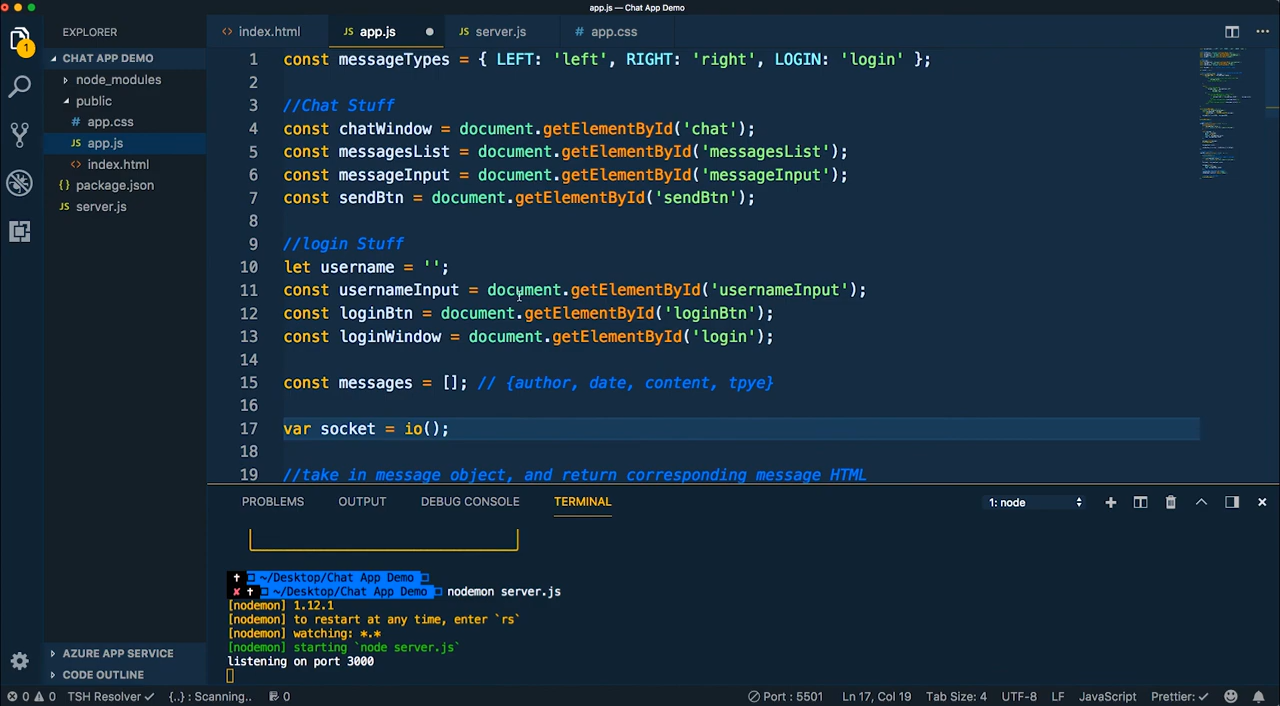 app.js — Chat App Demo
EXPLORER
CHAT APP DEMO
node_modules
public
# app.css
JS app.js
<> index.html
{} package.json
JS server.js
AZURE APP SERVICE
CODE OUTLINE
1
<> index.html JS app.js JS server.js # app.css
1 const messageTypes = { LEFT: 'left', RIGHT: 'right', LOGIN: 'login' };
2
3 //Chat Stuff
4 const chatWindow = document.getElementById('chat');
5 const messagesList = document.getElementById('messagesList');
6 const messageInput = document.getElementById('messageInput');
7 const sendBtn = document.getElementById('sendBtn');
8
9 //login Stuff
10 let username = '';
11 const usernameInput = document.getElementById('usernameInput');
12 const loginBtn = document.getElementById('loginBtn');
13 const loginWindow = document.getElementById('login');
14
15 const messages = []; // {author, date, content, tpye}
16
17 var socket = io();
18
19 //take in message object, and return corresponding message HTML
PROBLEMS OUTPUT DEBUG CONSOLE TERMINAL 1: node
~/Desktop/Chat App Demo
~/Desktop/Chat App Demo nodemon server.js
[nodemon] 1.12.1
[nodemon] to restart at any time, enter `rs`
[nodemon] watching: *.*
[nodemon] starting `node server.js`
listening on port 3000
0 0 TSH Resolver {..} : Scanning.. 0 Port : 5501 Ln 17, Col 19 Tab Size: 4 UTF-8 LF JavaScript Prettier: ✓